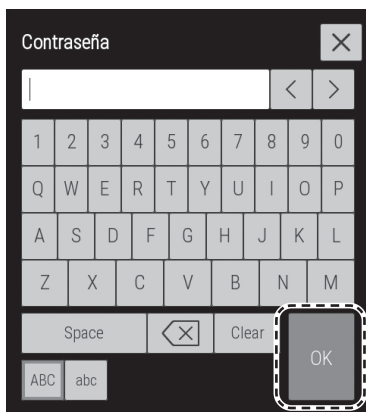 Contraseña
1 2 3 4 5 6 7 8 9 0
Q W E R T Y U I O P
A S D F G H J K L
Z X C V B N M
Space Clear
OK
ABC abc